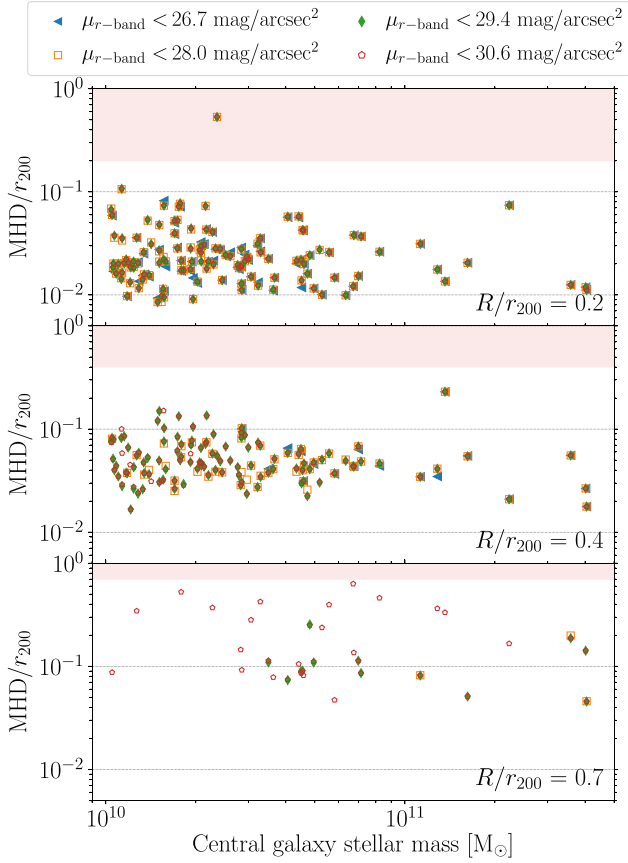 μr−band < 26.7 mag/arcsec² μr−band < 29.4 mag/arcsec²
μr−band < 28.0 mag/arcsec² μr−band < 30.6 mag/arcsec²
10⁰
10⁻¹
10⁻²
MHD/r200
R/r200 = 0.2
10⁰
10⁻¹
10⁻²
MHD/r200
R/r200 = 0.4
10⁰
10⁻¹
10⁻²
MHD/r200
R/r200 = 0.7
10¹⁰ 10¹¹
Central galaxy stellar mass [M⊙]